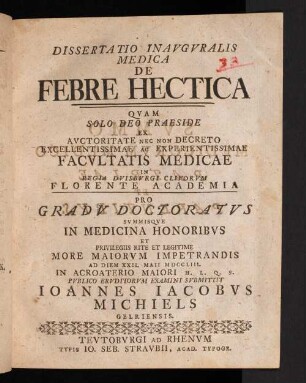 DISSERTATIO INAVGVRALIS
MEDICA
DE
33
FEBRE HECTICA
QVAM
SOLO DEO PRAESIDE
EX
AVCTORITATE NEC NON DECRETO
EXCELLENTISSIMAE, AC EXPERIENTISSIMAE
FACVLTATIS MEDICAE
IN
REGIA DVISBVRGI CLIVORVM
FLORENTE ACADEMIA
PRO
GRADV DOCTORATVS
SVMMISQVE
IN MEDICINA HONORIBVS
ET
PRIVILEGIIS RITE ET LEGITIME
MORE MAIORVM IMPETRANDIS
AD DIEM XXII. MAII MDCCLIII.
IN ACROATERIO MAIORI H. L. Q. S.
PVBLICO ERVDITORVM EXAMINI SVBMITTIT
IOANNES IACOBVS
MICHIELS
GELRIENSIS.
TEVTOBVRGI AD RHENVM
TYPIS IO. SEB. STRAVBII, ACAD. TYPOGR.